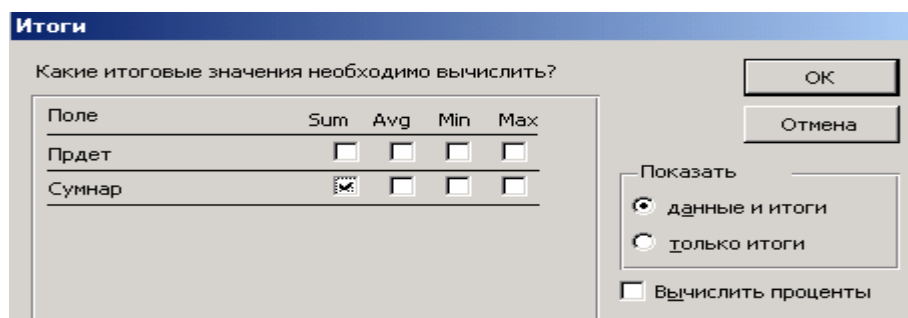 Итоги
Какие итоговые значения необходимо вычислить?
OK
Отмена
Поле Sum Avg Min Max
Прдет
Сумнар
Показать
данные и итоги
только итоги
Вычислить проценты